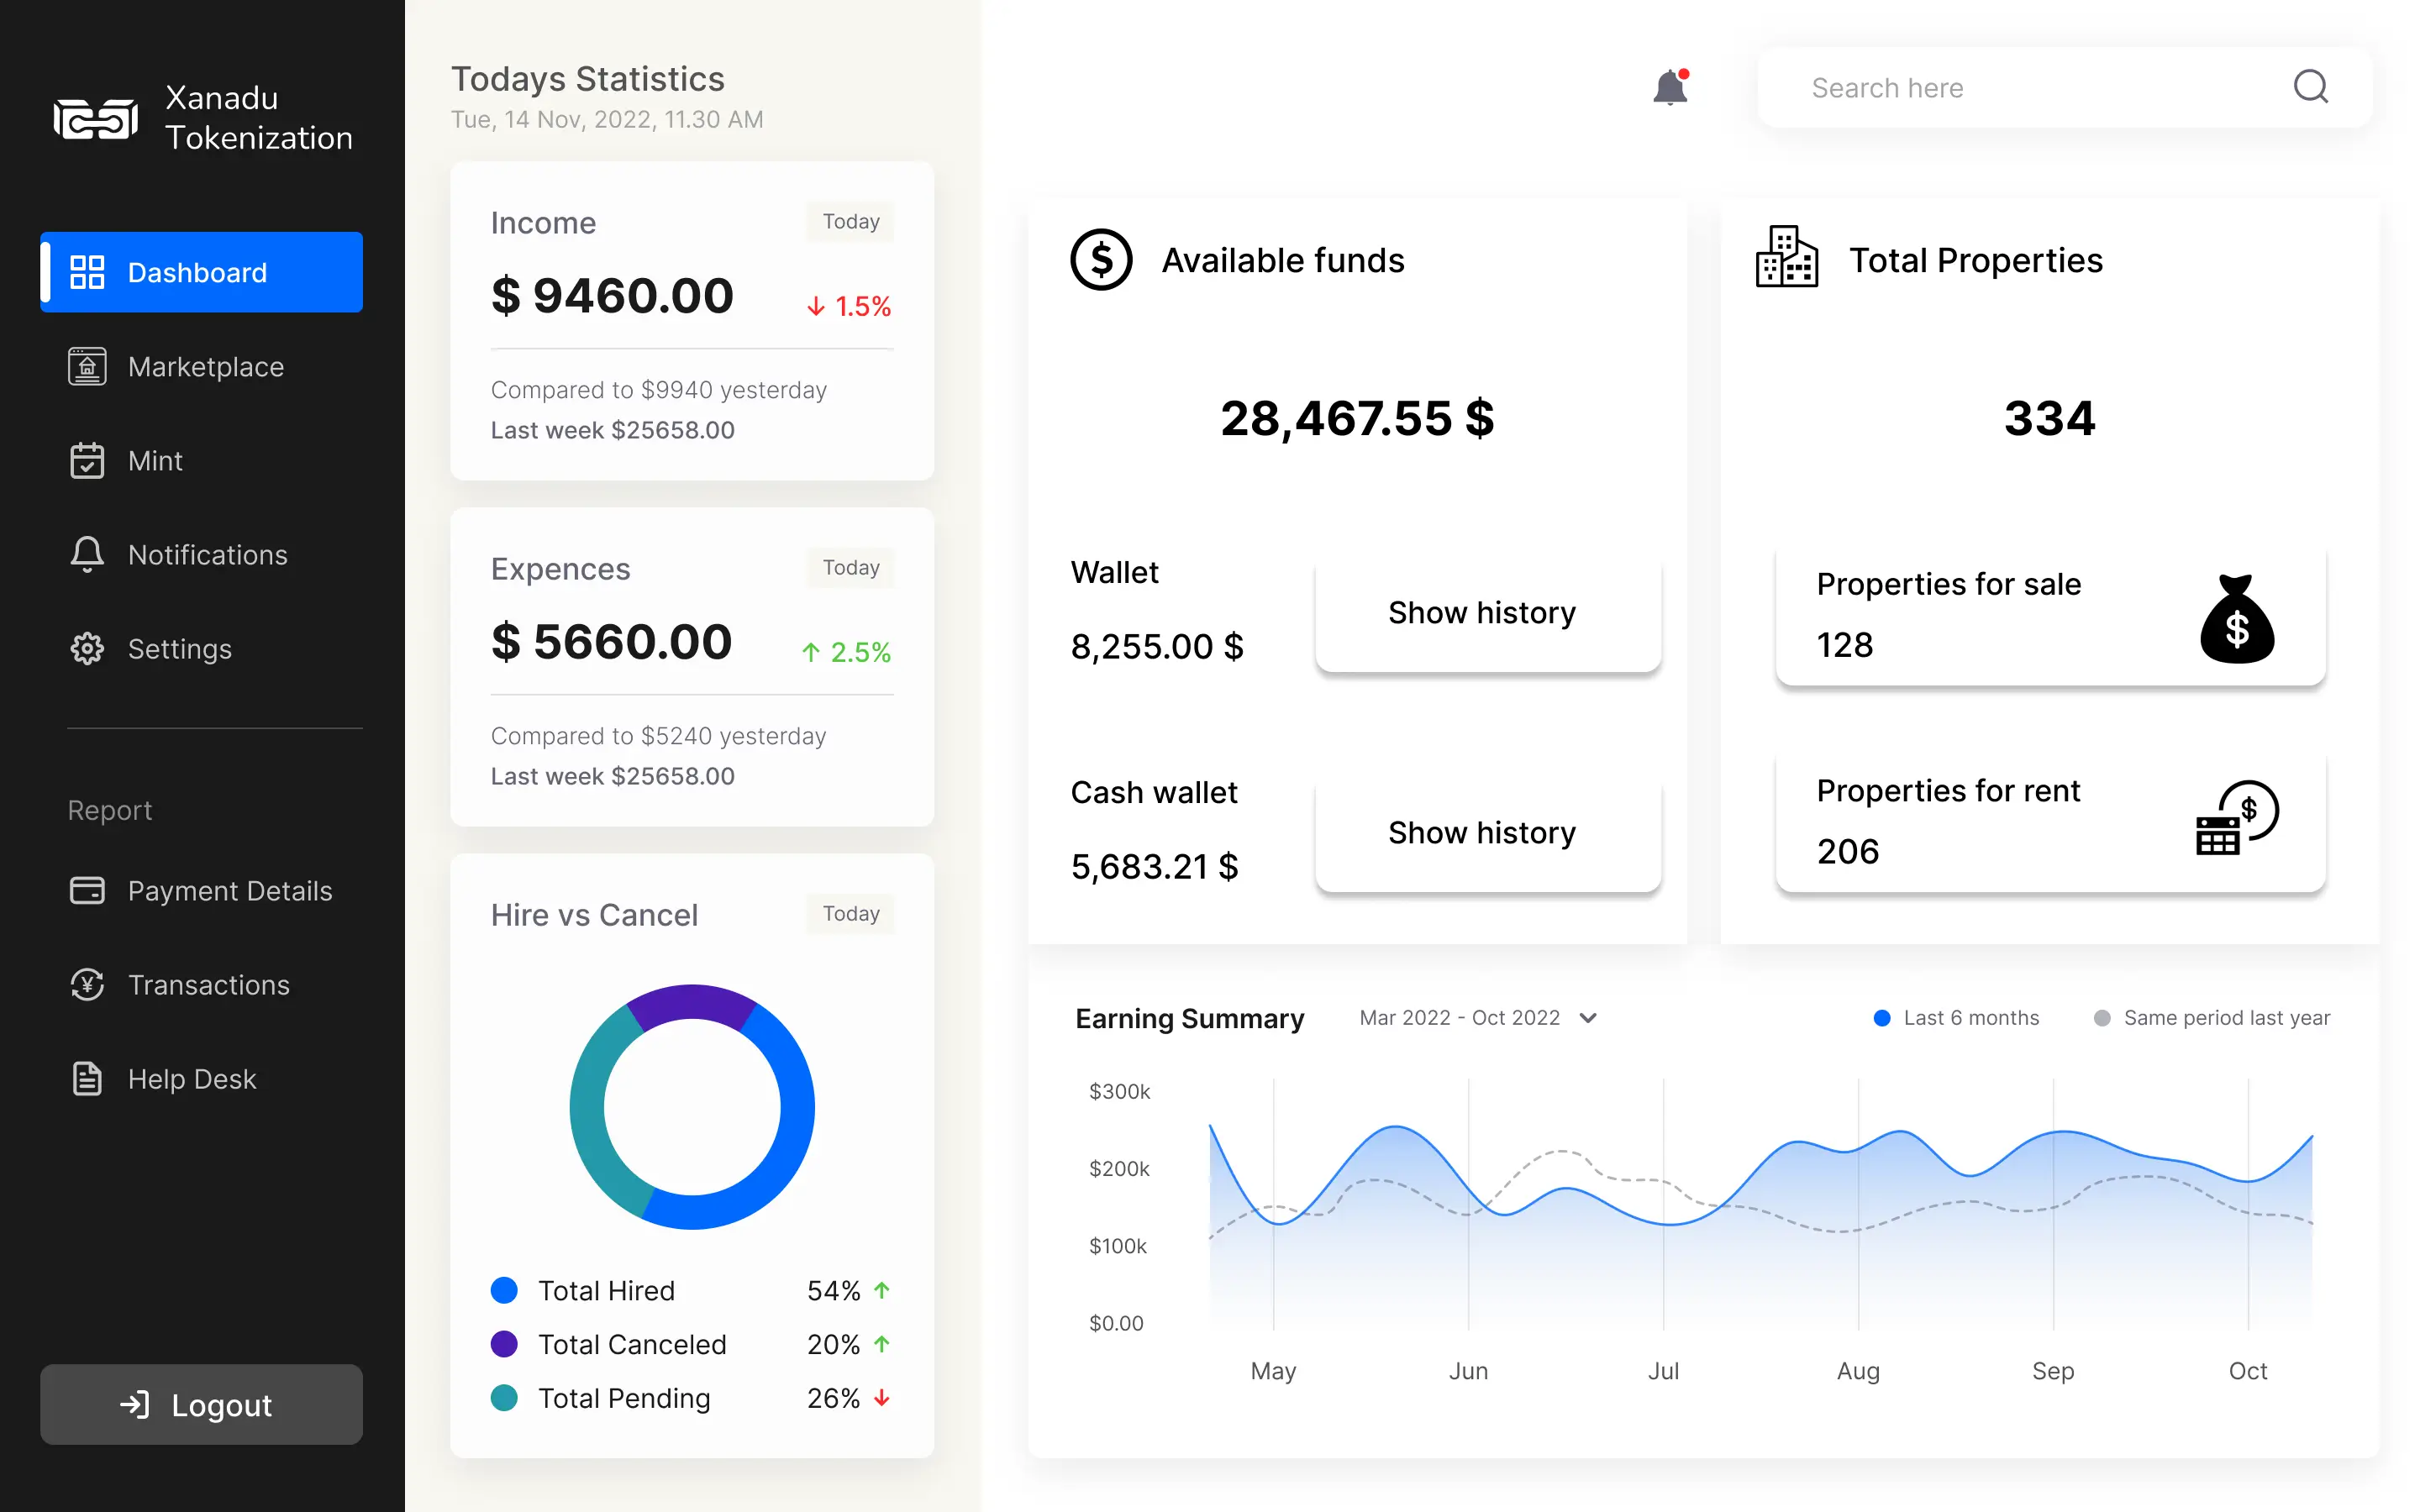 Xanadu
Tokenization
Dashboard
Marketplace
Mint
Notifications
Settings
Report
Payment Details
Transactions
Help Desk
Logout
Todays Statistics
Tue, 14 Nov, 2022, 11.30 AM
Income
Today
$ 9460.00
1.5%
Compared to $9940 yesterday
Last week $25658.00
Expences
Today
$ 5660.00
2.5%
Compared to $5240 yesterday
Last week $25658.00
Hire vs Cancel
Today
Total Hired 54%
Total Canceled 20%
Total Pending 26%
Search here
Available funds
28,467.55 $
Wallet
8,255.00 $
Show history
Cash wallet
5,683.21 $
Show history
Total Properties
334
Properties for sale
128
$
Properties for rent
206
$
Earning Summary
Mar 2022 - Oct 2022
Last 6 months
Same period last year
$300k
$200k
$100k
$0.00
May Jun Jul Aug Sep Oct